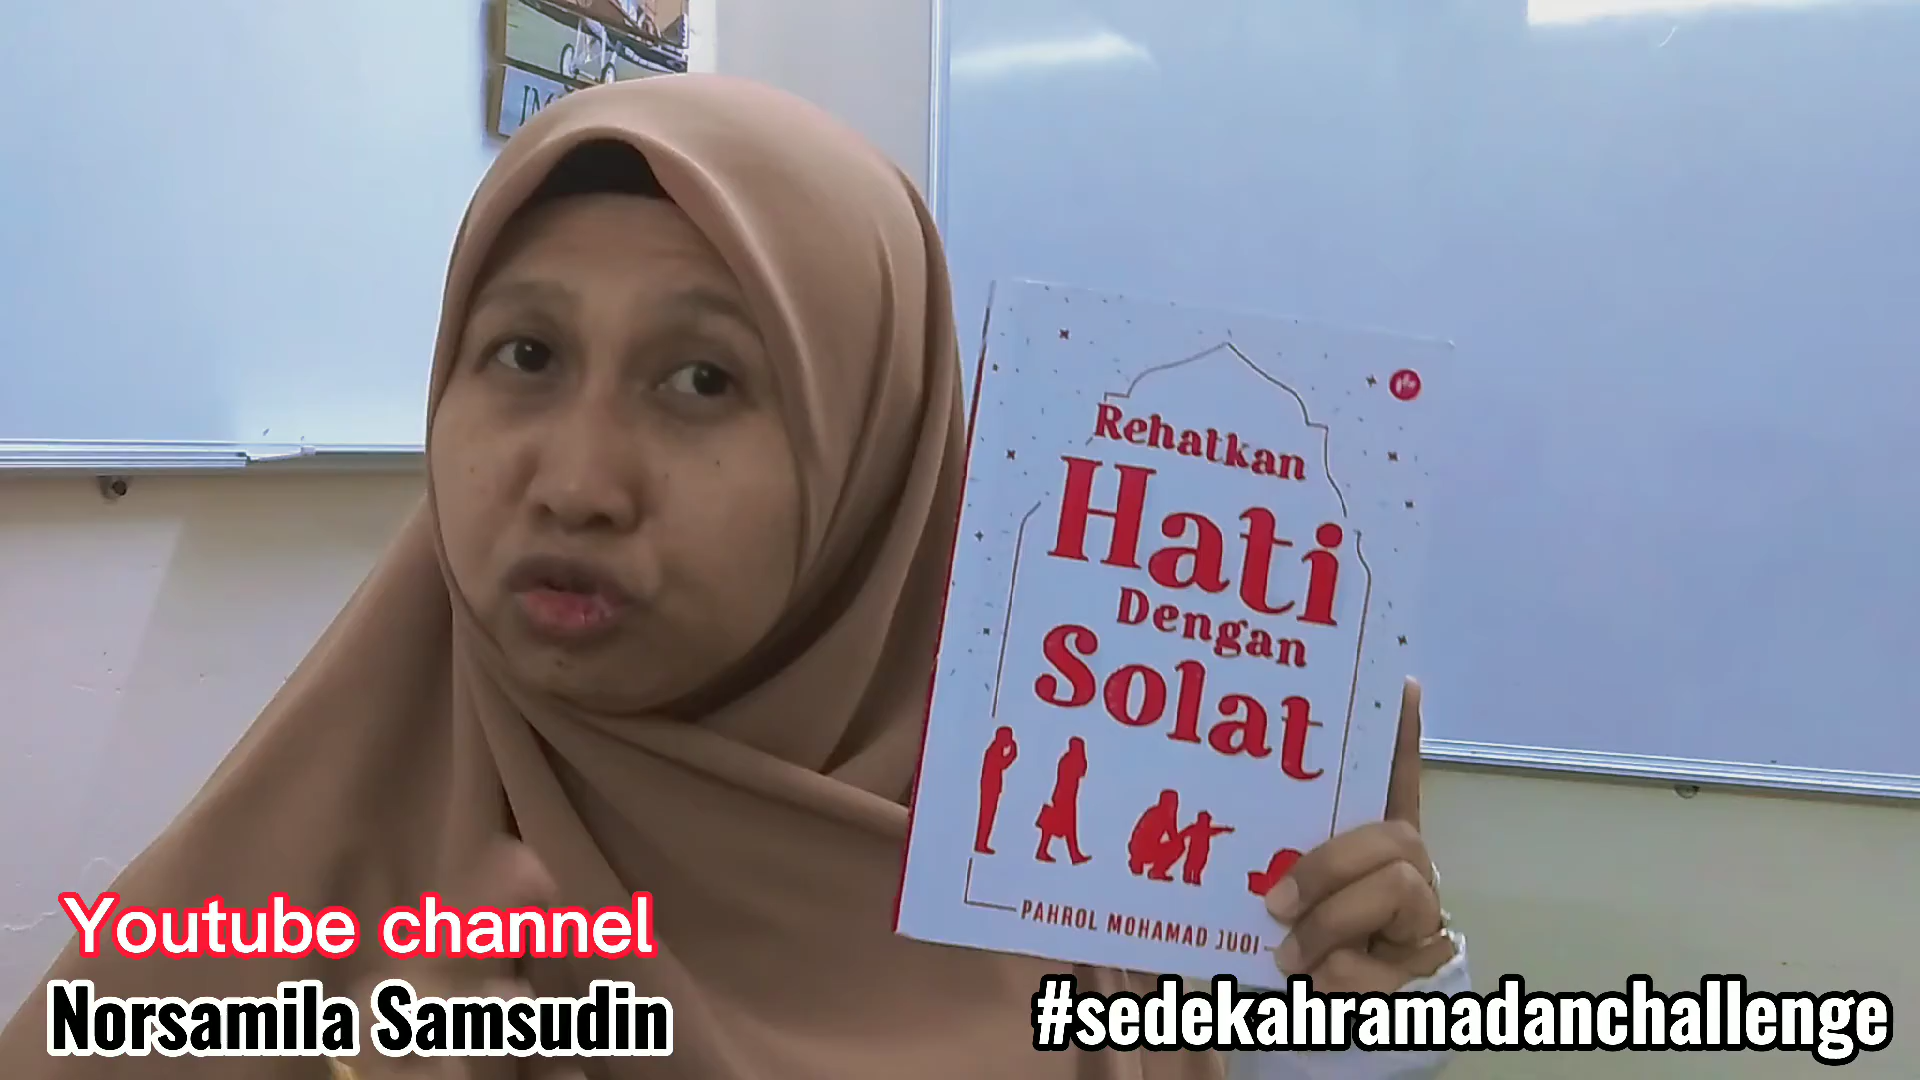 Rehatkan
Hati
Dengan
Solat
PAHROL MOHAMAD JUOI
Youtube channel
Norsamila Samsudin
#sedekahramadanchallenge